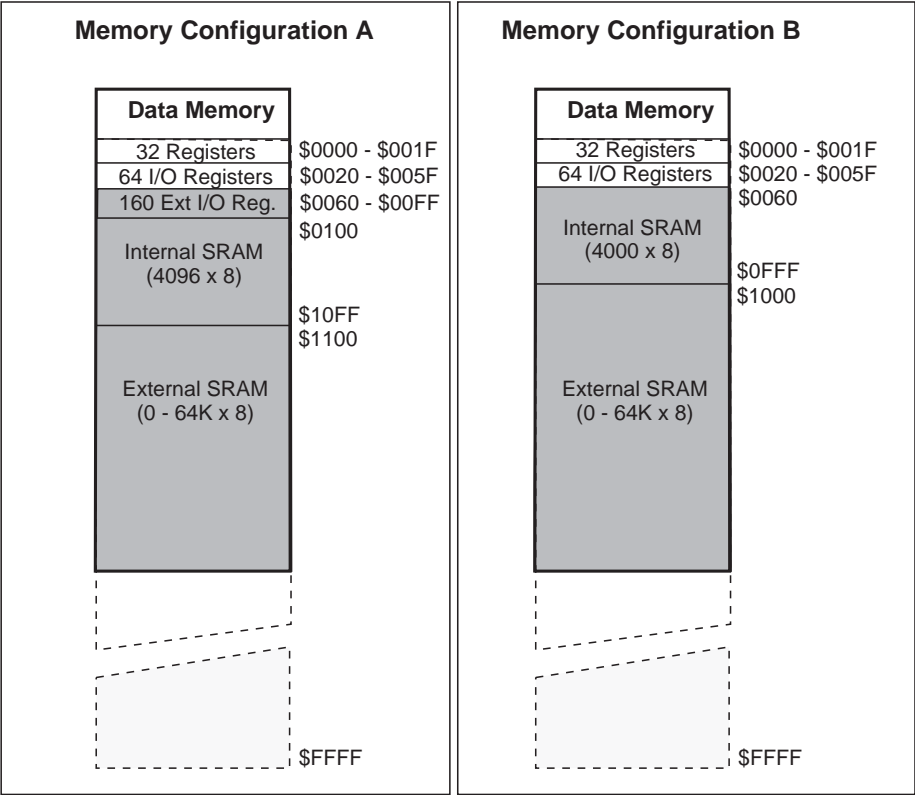 Memory Configuration A
Data Memory
32 Registers
$0000 - $001F
64 I/O Registers
$0020 - $005F
160 Ext I/O Reg.
$0060 - $00FF
$0100
Internal SRAM
(4096 x 8)
$10FF
$1100
External SRAM
(0 - 64K x 8)
$FFFF
Memory Configuration B
Data Memory
32 Registers
$0000 - $001F
64 I/O Registers
$0020 - $005F
$0060
Internal SRAM
(4000 x 8)
$0FFF
$1000
External SRAM
(0 - 64K x 8)
$FFFF